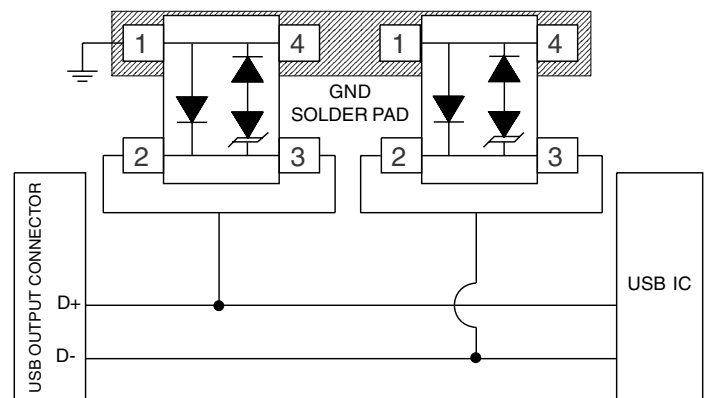 1 4 1 4
GND
SOLDER PAD
2 3 2 3
USB OUTPUT CONNECTOR
D+
D-
USB IC